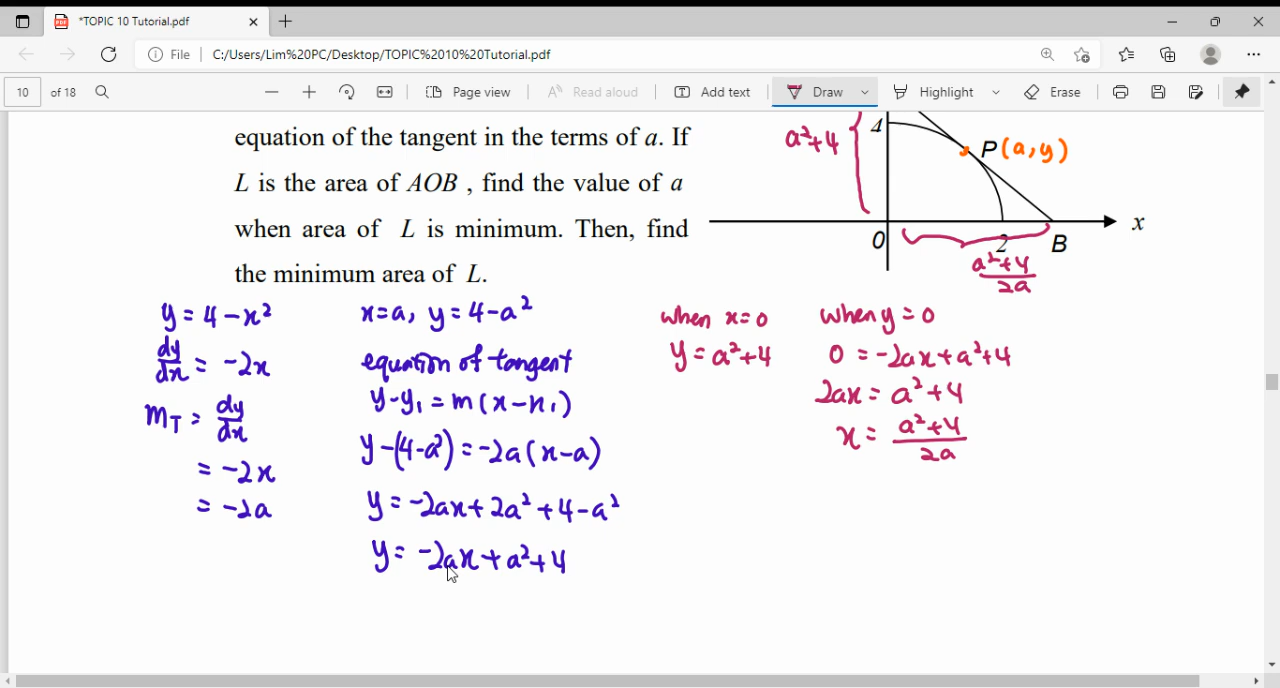 *TOPIC 10 Tutorial.pdf
File C:/Users/Lim%20PC/Desktop/TOPIC%2010%20Tutorial.pdf
10 of 18 Page view Read aloud Add text Draw Highlight Erase
equation of the tangent in the terms of a. If
L is the area of AOB , find the value of a
when area of L is minimum. Then, find
the minimum area of L.
a²+4
4
P(a,y)
x
0
2
B
a²+4/2a
y = 4 - x²
dy/dx = -2x
m_T = dy/dx
= -2x
= -2a
x=a, y = 4-a²
equation of tangent
y-y₁ = m(x-x₁)
y-(4-a²) = -2a(x-a)
y = -2ax + 2a² + 4 - a²
y = -2ax + a² + 4
when x=0
y = a²+4
when y=0
0 = -2ax + a²+4
2ax = a²+4
x = a²+4/2a